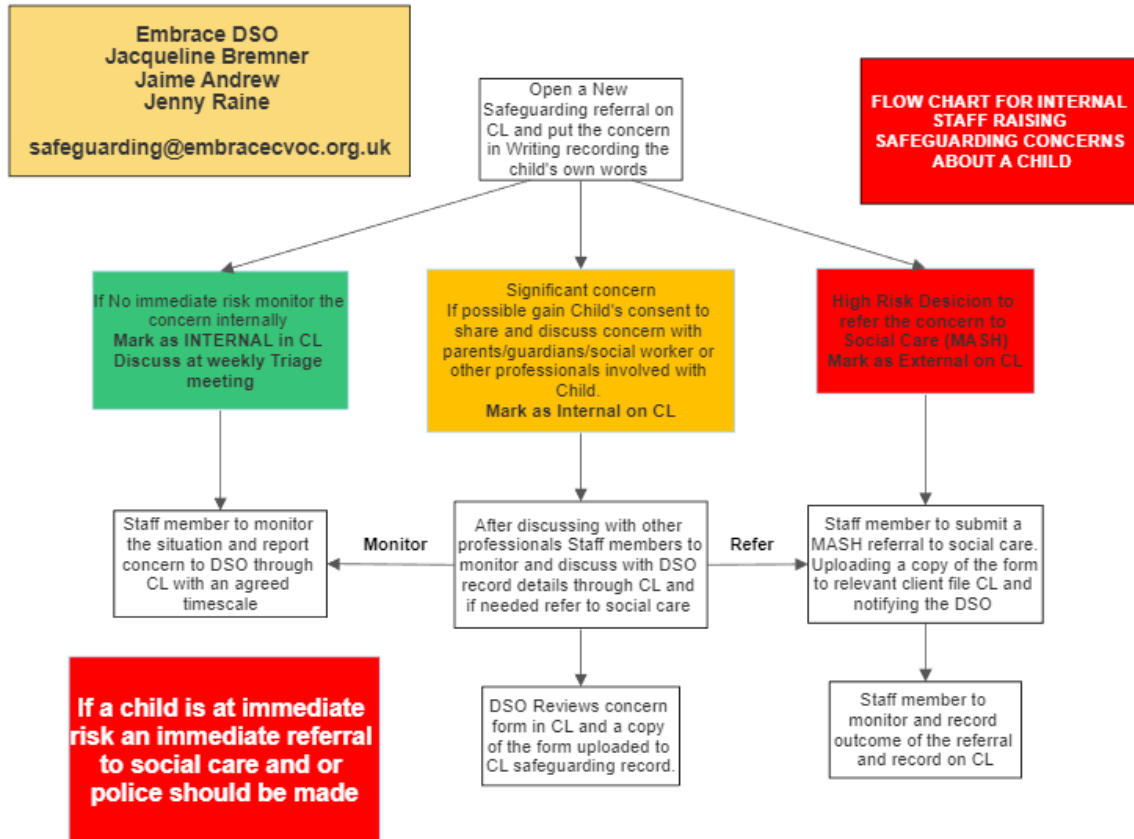 Embrace DSO
Jacqueline Bremner
Jaime Andrew
Jenny Raine
safeguarding@embracecvoc.org.uk
Open a New
Safeguarding referral on
CL and put the concern
in Writing recording the
child's own words
FLOW CHART FOR INTERNAL
STAFF RAISING
SAFEGUARDING CONCERNS
ABOUT A CHILD
If No immediate risk monitor the
concern internally
Mark as INTERNAL in CL
Discuss at weekly Triage
meeting
Significant concern
If possible gain Child's consent to
share and discuss concern with
parents/guardians/social worker or
other professionals involved with
Child.
Mark as Internal on CL
High Risk Desicion to
refer the concern to
Social Care (MASH)
Mark as External on CL
Staff member to monitor
the situation and report
concern to DSO through
CL with an agreed
timescale
Monitor
After discussing with other
professionals Staff members to
monitor and discuss with DSO
record details through CL and
if needed refer to social care
Refer
Staff member to submit a
MASH referral to social care.
Uploading a copy of the form
to relevant client file CL and
notifying the DSO
If a child is at immediate
risk an immediate referral
to social care and or
police should be made
DSO Reviews concern
form in CL and a copy
of the form uploaded to
CL safeguarding record.
Staff member to
monitor and record
outcome of the referral
and record on CL